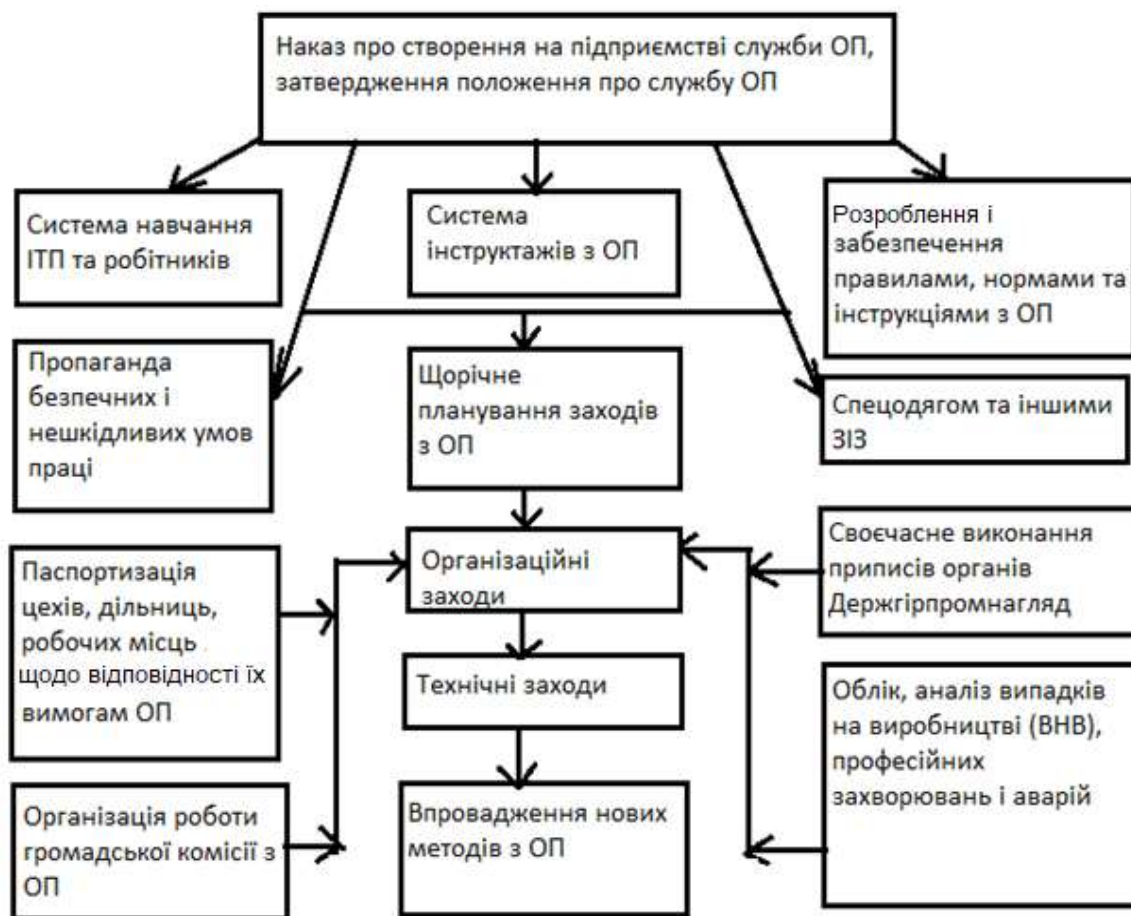 Наказ про створення на підприємстві служби ОП,
затвердження положення про службу ОП
Система навчання
ІТП та робітників
Система
інструктажів з ОП
Розроблення і
забезпечення
правилами, нормами та
інструкціями з ОП
Пропаганда
безпечних і
нешкідливих умов
праці
Щорічне
планування заходів
з ОП
Спецодягом та іншими
ЗІЗ
Паспортизація
цехів, дільниць,
робочих місць
щодо відповідності їх
вимогам ОП
Організаційні
заходи
Своєчасне виконання
приписів органів
Держгірпромнагляд
Технічні заходи
Облік, аналіз випадків
на виробництві (ВНВ),
професійних
захворювань і аварій
Організація роботи
громадської комісії з
ОП
Впровадження нових
методів з ОП